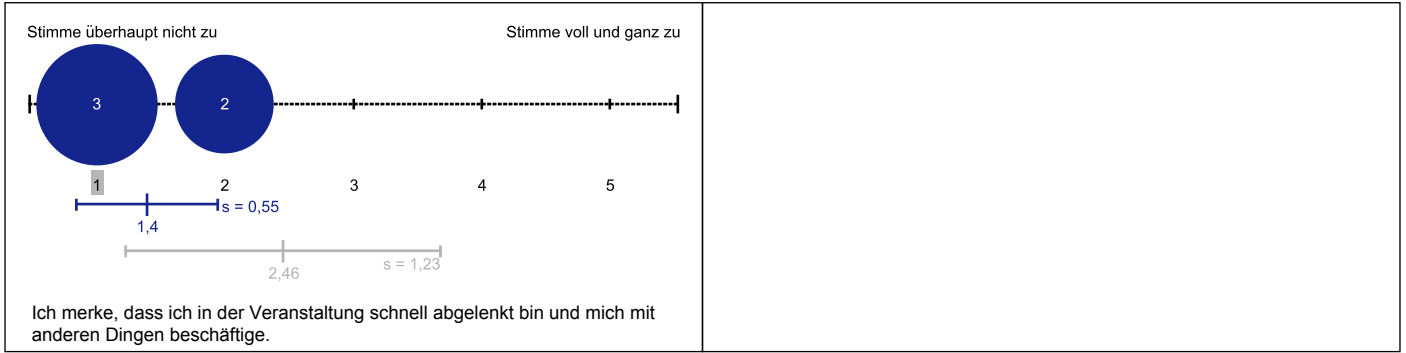 Stimme überhaupt nicht zu Stimme voll und ganz zu
3 2
1 2 3 4 5
s = 0,55
1,4
s = 1,23
2,46
Ich merke, dass ich in der Veranstaltung schnell abgelenkt bin und mich mit
anderen Dingen beschäftige.